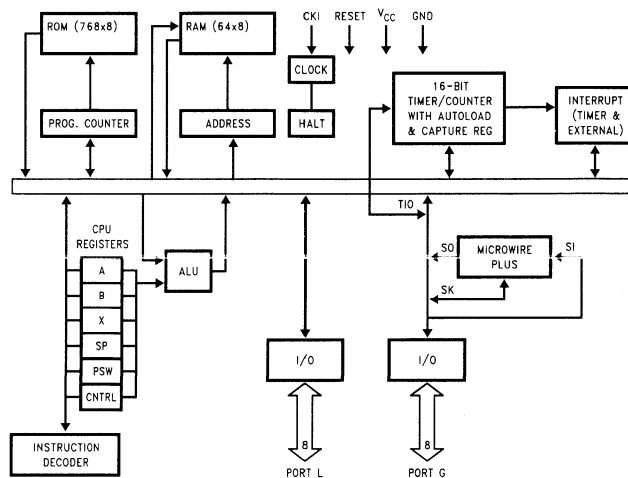 ROM (768x8)
RAM (64x8)
CKI
RESET
VCC
GND
CLOCK
HALT
PROG. COUNTER
ADDRESS
16-BIT
TIMER/COUNTER
WITH AUTOLOAD
& CAPTURE REG
INTERRUPT
(TIMER &
EXTERNAL)
TIO
CPU
REGISTERS
A
B
X
SP
PSW
CNTRL
ALU
SO
MICROWIRE
PLUS
SI
SK
I/O
I/O
INSTRUCTION
DECODER
8
8
PORT L
PORT G